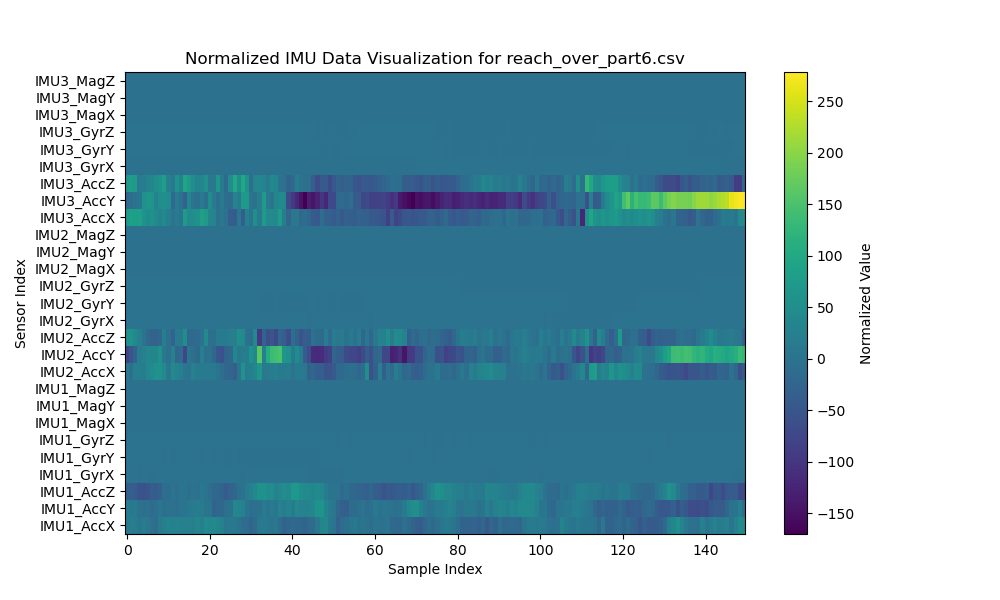 Normalized IMU Data Visualization for reach_over_part6.csv
IMU3_MagZ
IMU3_MagY
IMU3_MagX
IMU3_GyrZ
IMU3_GyrY
IMU3_GyrX
IMU3_AccZ
IMU3_AccY
IMU3_AccX
IMU2_MagZ
IMU2_MagY
IMU2_MagX
IMU2_GyrZ
IMU2_GyrY
IMU2_GyrX
IMU2_AccZ
IMU2_AccY
IMU2_AccX
IMU1_MagZ
IMU1_MagY
IMU1_MagX
IMU1_GyrZ
IMU1_GyrY
IMU1_GyrX
IMU1_AccZ
IMU1_AccY
IMU1_AccX
Sensor Index
0 20 40 60 80 100 120 140
Sample Index
250
200
150
100
50
0
−50
−100
−150
Normalized Value